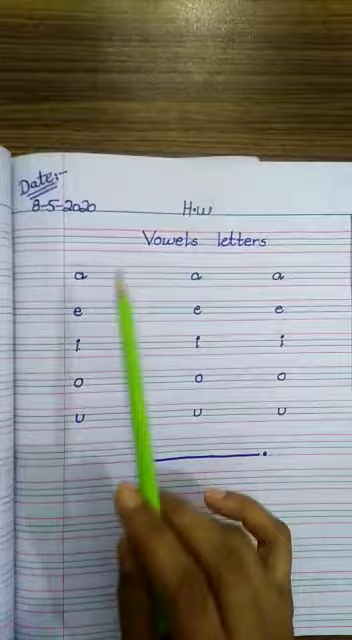 Date:-
8-5-2020
H.W
Vowels letters
a a a
e e e
i i i
o o o
u u u